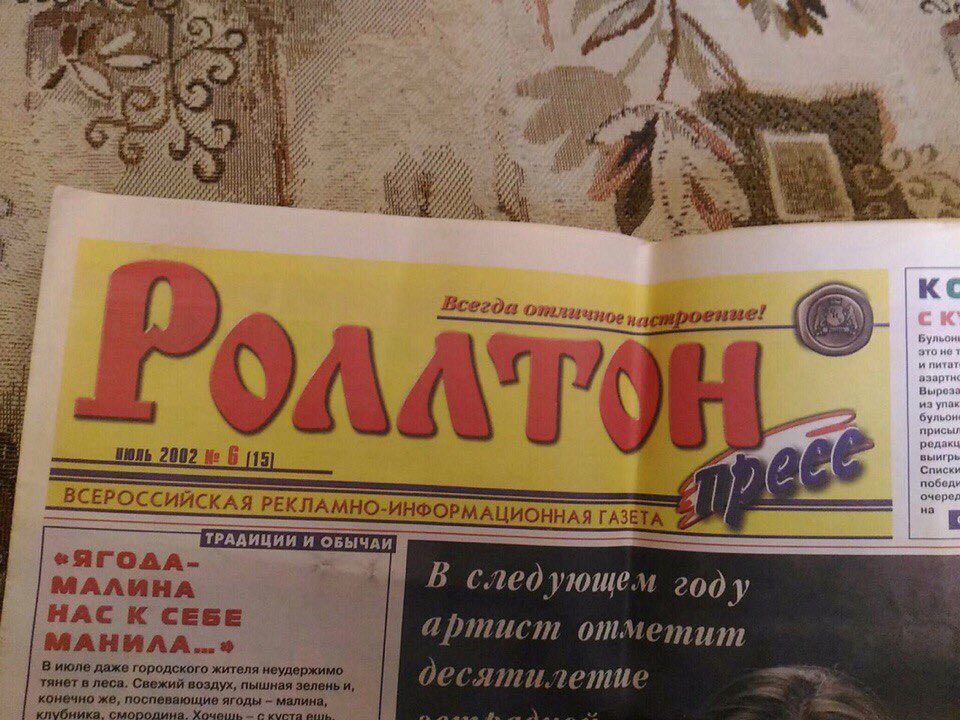 Всегда отличное настроение!
РОЛЛТОН
пресс
ИЮЛЬ 2002 № 6 (15)
ВСЕРОССИЙСКАЯ РЕКЛАМНО-ИНФОРМАЦИОННАЯ ГАЗЕТА
ТРАДИЦИИ И ОБЫЧАИ
«ЯГОДА-
МАЛИНА
НАС К СЕБЕ
МАНИЛА...»
В июле даже городского жителя неудержимо
тянет в леса. Свежий воздух, пышная зелень и,
конечно же, поспевающие ягоды – малина,
клубника, смородина. Хочешь – с куста ешь,
В следующем году
артист отметит
десятилетие
эстрадной
КО
С К
Бульон
это не т
и питат
азартн
Выреза
из упак
бульон
присыл
редакц
выигры
Списки
победи
очеред
на